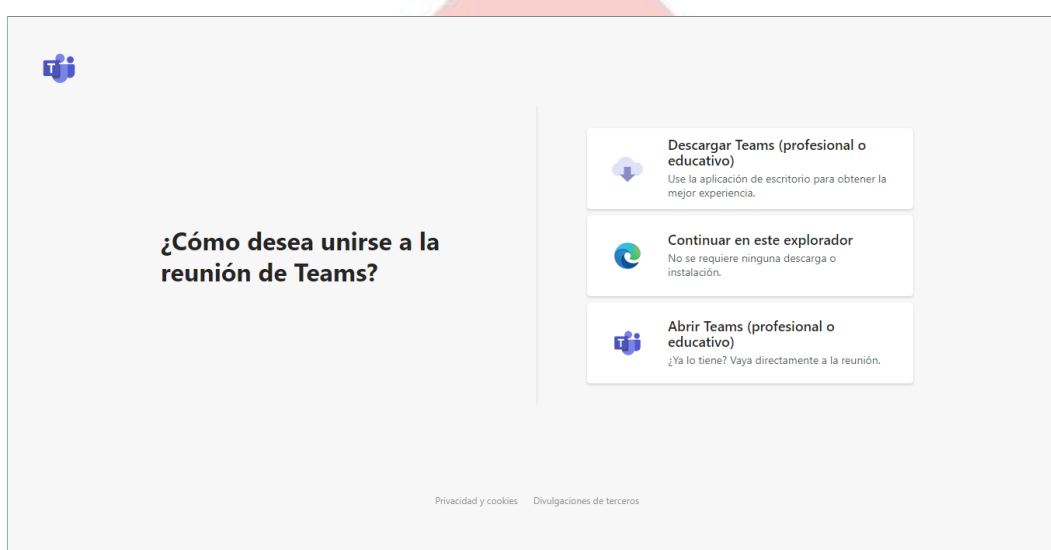 ¿Cómo desea unirse a la
reunión de Teams?
Descargar Teams (profesional o
educativo)
Use la aplicación de escritorio para obtener la
mejor experiencia.
Continuar en este explorador
No se requiere ninguna descarga o
instalación.
Abrir Teams (profesional o
educativo)
¿Ya lo tiene? Vaya directamente a la reunión.
Privacidad y cookies Divulgaciones de terceros